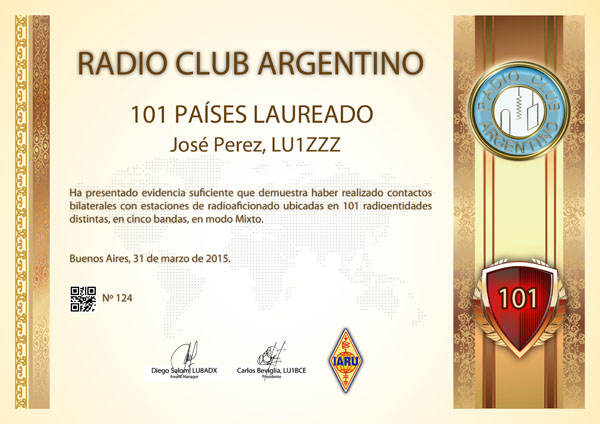 RADIO CLUB ARGENTINO
101 PAÍSES LAUREADO
José Perez, LU1ZZZ
Ha presentado evidencia suficiente que demuestra haber realizado contactos
bilaterales con estaciones de radioaficionado ubicadas en 101 radioentidades
distintas, en cinco bandas, en modo Mixto.
Buenos Aires, 31 de marzo de 2015.
Nº 124
Diego Salom, LU8ADX
Award Manager
Carlos Beviglia, LU1BCE
Presidente
IARU
RADIO CLUB
ARGENTINO
101